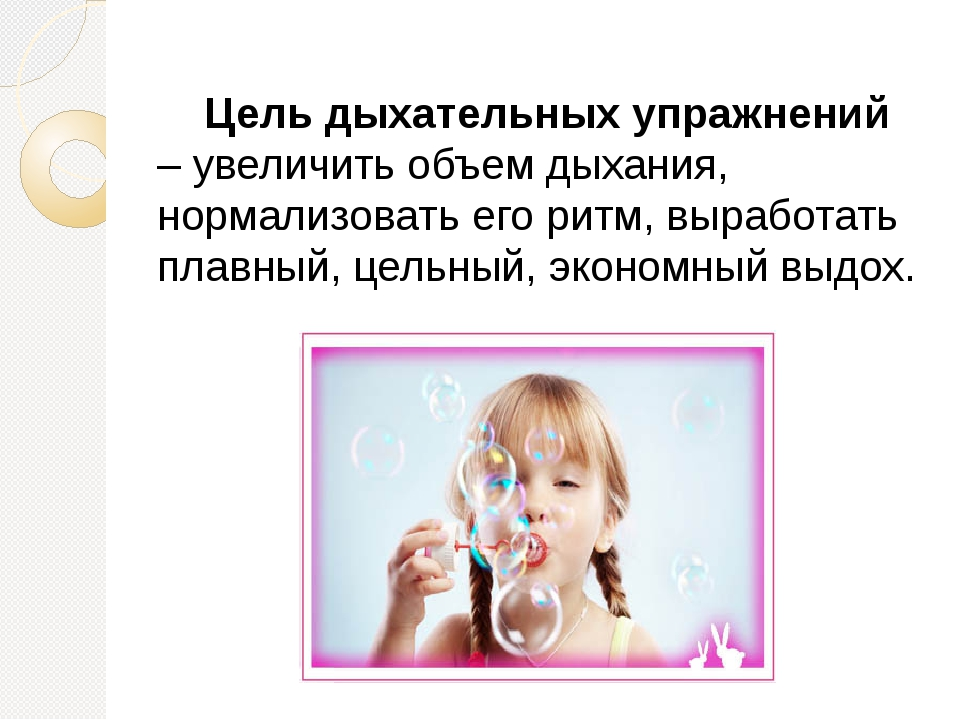 Цель дыхательных упражнений
– увеличить объем дыхания,
нормализовать его ритм, выработать
плавный, цельный, экономный выдох.